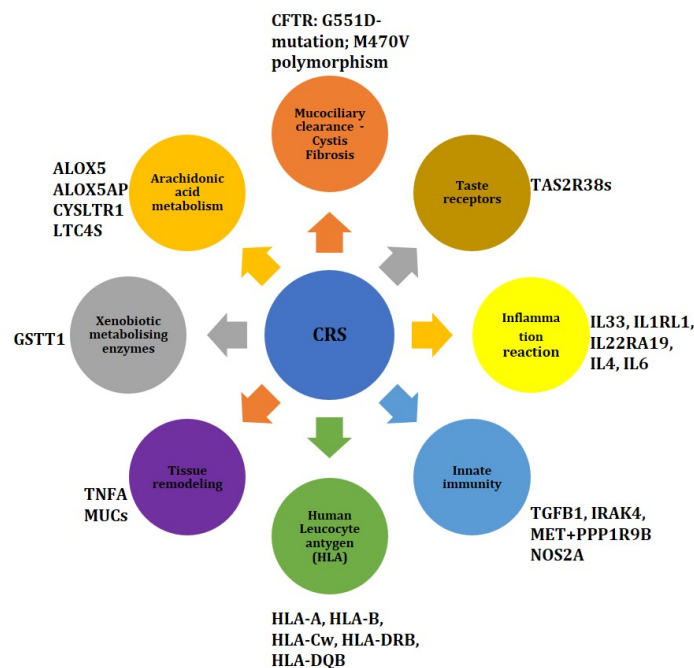 CFTR: G551D-
mutation; M470V
polymorphism
Mucociliary
clearance -
Cystis
Fibrosis
ALOX5
ALOX5AP
CYSLTR1
LTC4S
Arachidonic
acid
metabolism
Taste
receptors
TAS2R38s
GSTT1
Xenobiotic
metabolising
enzymes
CRS
Inflamma
tion
reaction
IL33, IL1RL1,
IL22RA19,
IL4, IL6
TNFA
MUCs
Tissue
remodeling
Human
Leucocyte
antygen
(HLA)
Innate
immunity
TGFB1, IRAK4,
MET+PPP1R9B
NOS2A
HLA-A, HLA-B,
HLA-Cw, HLA-DRB,
HLA-DQB